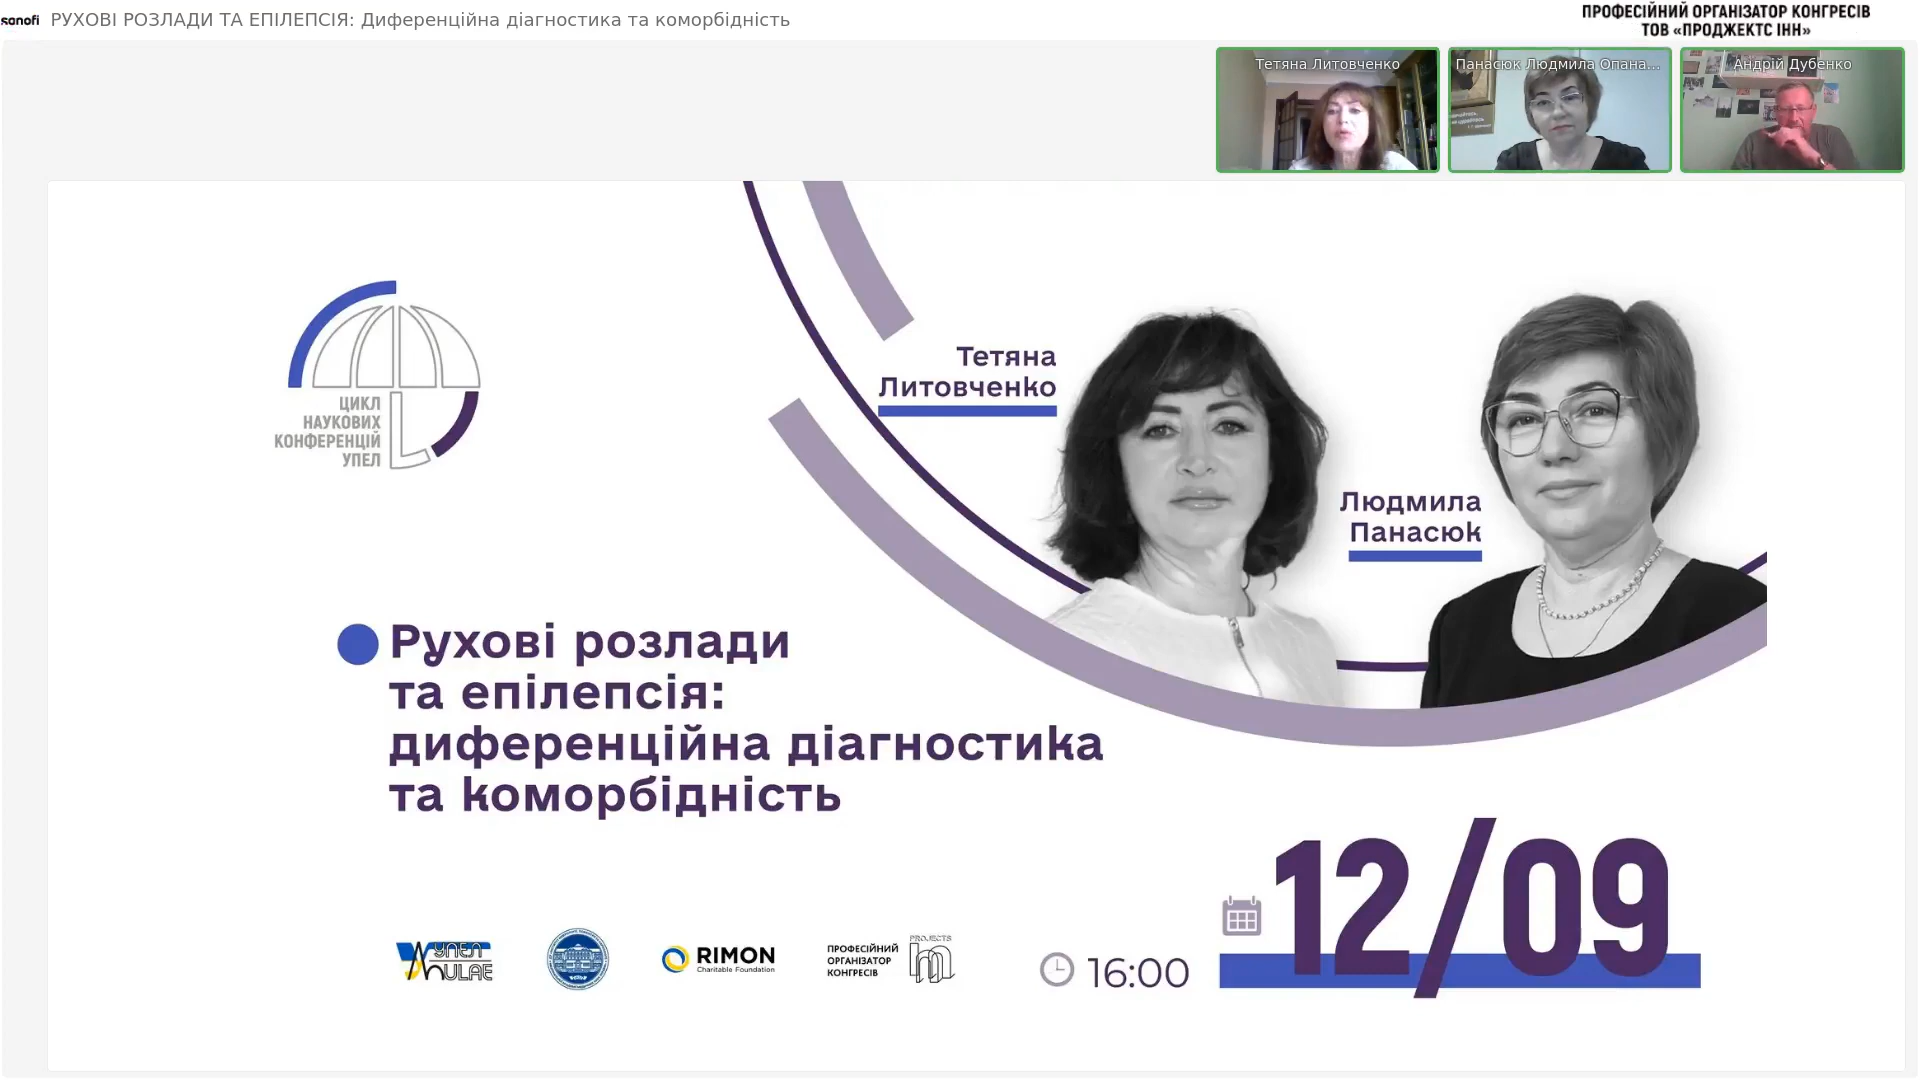 sanofi РУХОВІ РОЗЛАДИ ТА ЕПІЛЕПСІЯ: Диференційна діагностика та коморбідність
ПРОФЕСІЙНИЙ ОРГАНІЗАТОР КОНГРЕСІВ
ТОВ «ПРОДЖЕКТС ІНН»
Тетяна Литовченко
Панасюк Людмила Опана...
Андрій Дубенко
ЦИКЛ
НАУКОВИХ
КОНФЕРЕНЦІЙ
УПЕЛ
Тетяна
Литовченко
Людмила
Панасюк
Рухові розлади
та епілепсія:
диференційна діагностика
та коморбідність
УПЕЛ
ULAE
RIMON
Charitable Foundation
ПРОФЕСІЙНИЙ
ОРГАНІЗАТОР
КОНГРЕСІВ
PROJECTS
16:00
12/09